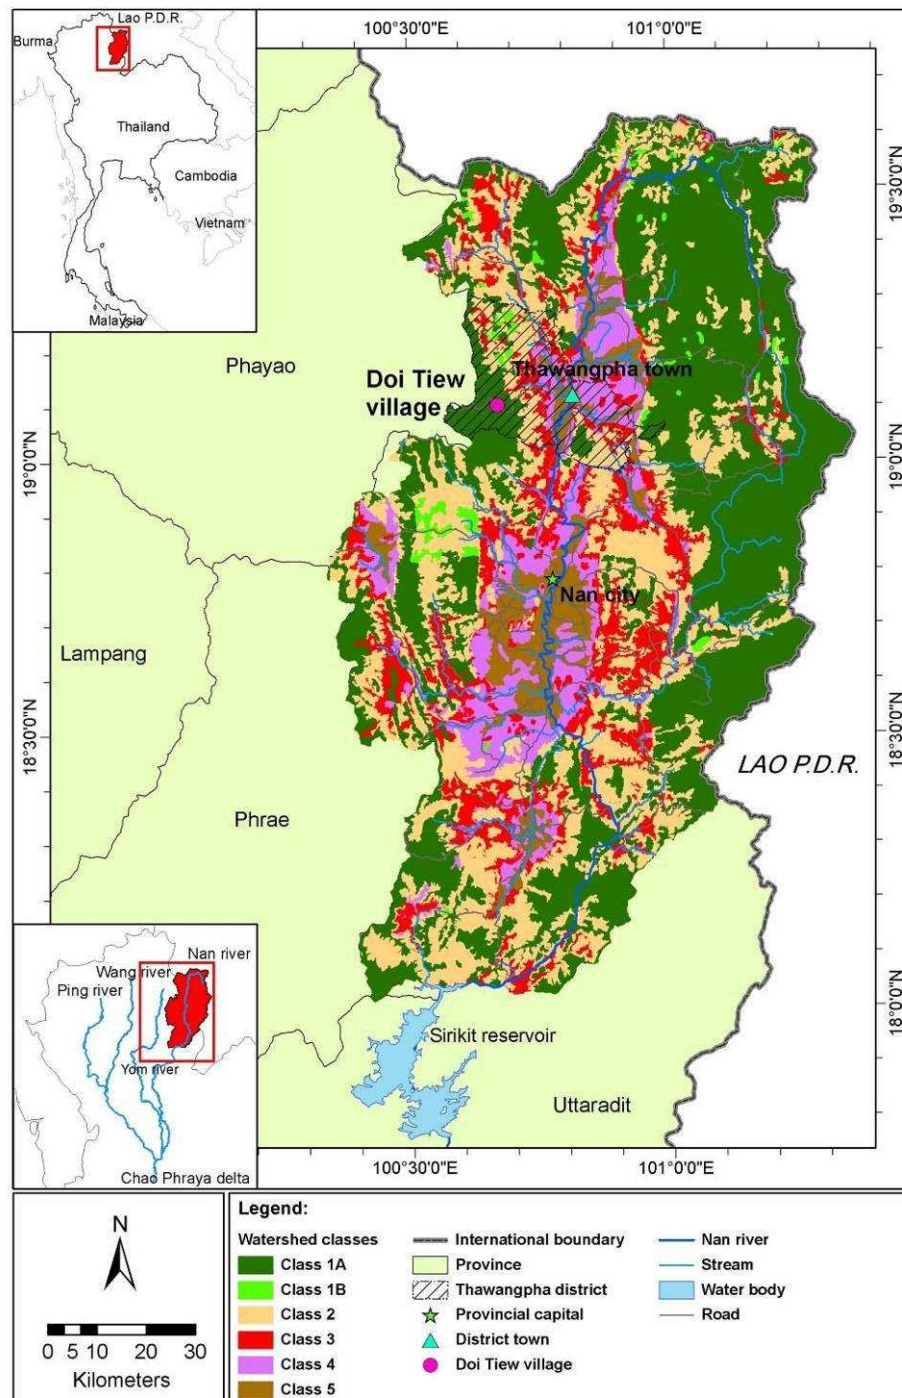 Lao P.D.R.
Burma
Thailand
Cambodia
Vietnam
Malaysia
100°30'0"E
101°0'0"E
19°30'0"N
19°30'0"N
Phayao
Doi Tiew
village
Thawangpha town
19°0'0"N
19°0'0"N
Nan city
Lampang
18°30'0"N
18°30'0"N
LAO P.D.R.
Phrae
18°0'0"N
Sirikit reservoir
Uttaradit
Nan river
Wang river
Ping river
Yom river
Chao Phraya delta
100°30'0"E
101°0'0"E
N
0 5 10 20 30
Kilometers
Legend:
Watershed classes
Class 1A
Class 1B
Class 2
Class 3
Class 4
Class 5
International boundary
Province
Thawangpha district
Provincial capital
District town
Doi Tiew village
Nan river
Stream
Water body
Road